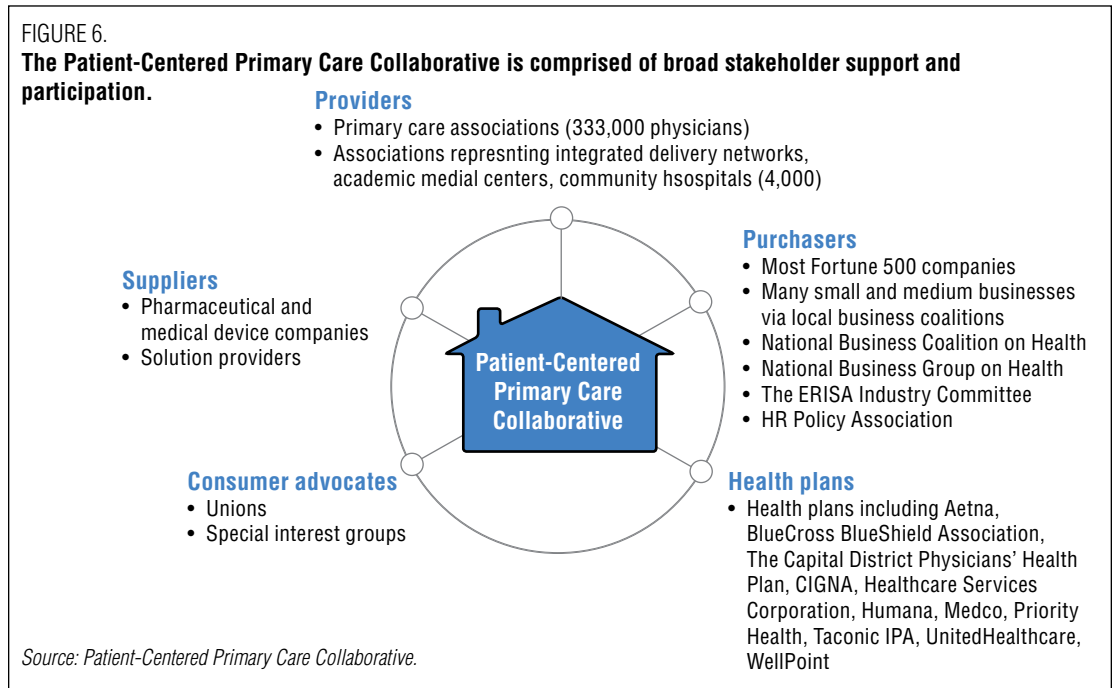 FIGURE 6.
The Patient-Centered Primary Care Collaborative is comprised of broad stakeholder support and
participation.
Providers
• Primary care associations (333,000 physicians)
• Associations represnting integrated delivery networks,
academic medial centers, community hsospitals (4,000)
Purchasers
• Most Fortune 500 companies
• Many small and medium businesses
via local business coalitions
• National Business Coalition on Health
• National Business Group on Health
• The ERISA Industry Committee
• HR Policy Association
Suppliers
• Pharmaceutical and
medical device companies
• Solution providers
Patient-Centered
Primary Care
Collaborative
Consumer advocates
• Unions
• Special interest groups
Health plans
• Health plans including Aetna,
BlueCross BlueShield Association,
The Capital District Physicians’ Health
Plan, CIGNA, Healthcare Services
Corporation, Humana, Medco, Priority
Health, Taconic IPA, UnitedHealthcare,
WellPoint
Source: Patient-Centered Primary Care Collaborative.